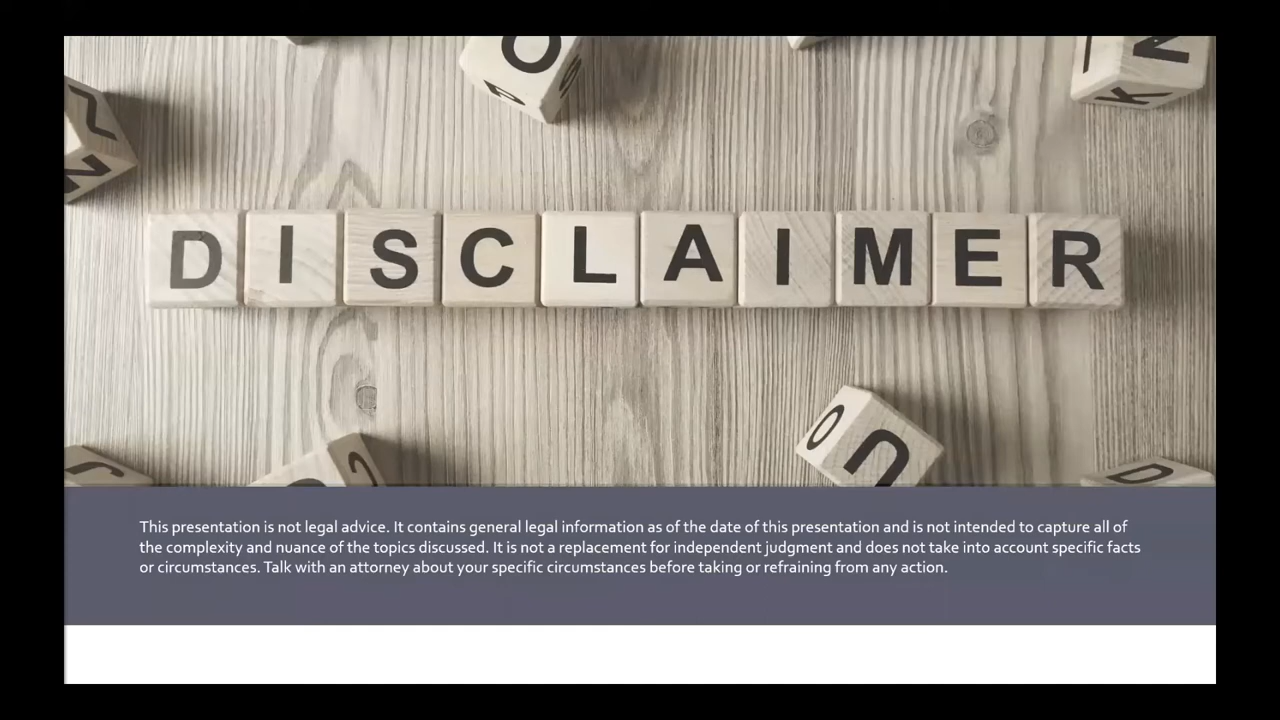 DISCLAIMER
This presentation is not legal advice. It contains general legal information as of the date of this presentation and is not intended to capture all of
the complexity and nuance of the topics discussed. It is not a replacement for independent judgment and does not take into account specific facts
or circumstances. Talk with an attorney about your specific circumstances before taking or refraining from any action.